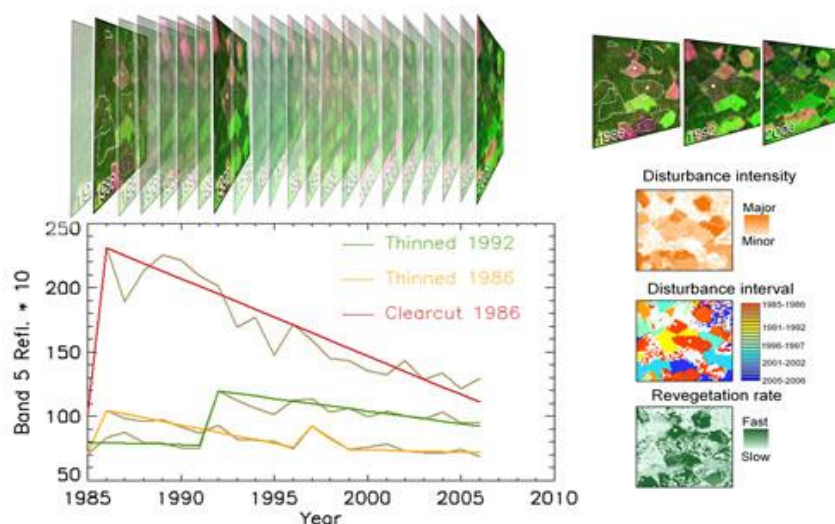 1986
1992
2006
Disturbance intensity
Major
Minor
Disturbance interval
1985-1986
1991-1992
1996-1997
2001-2002
2005-2006
Revegetation rate
Fast
Slow
250
200
150
100
50
Band 5 Refl. * 10
Thinned 1992
Thinned 1986
Clearcut 1986
1985
1990
1995
2000
2005
2010
Year